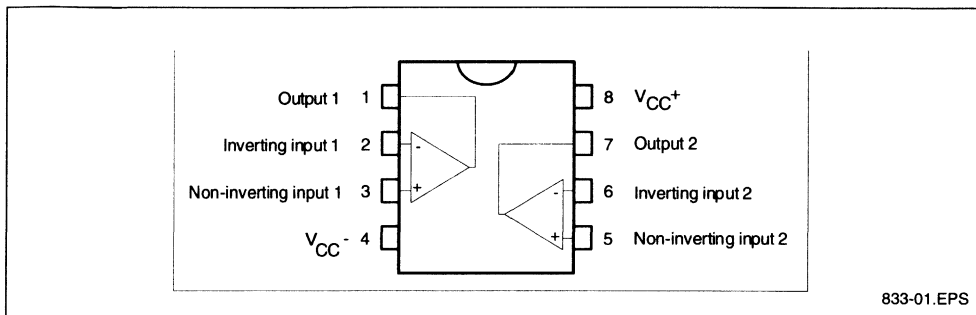 Output 1 1 8 VCC+
Inverting input 1 2 - 7 Output 2
Non-inverting input 1 3 + - 6 Inverting input 2
VCC- 4 + 5 Non-inverting input 2
833-01.EPS